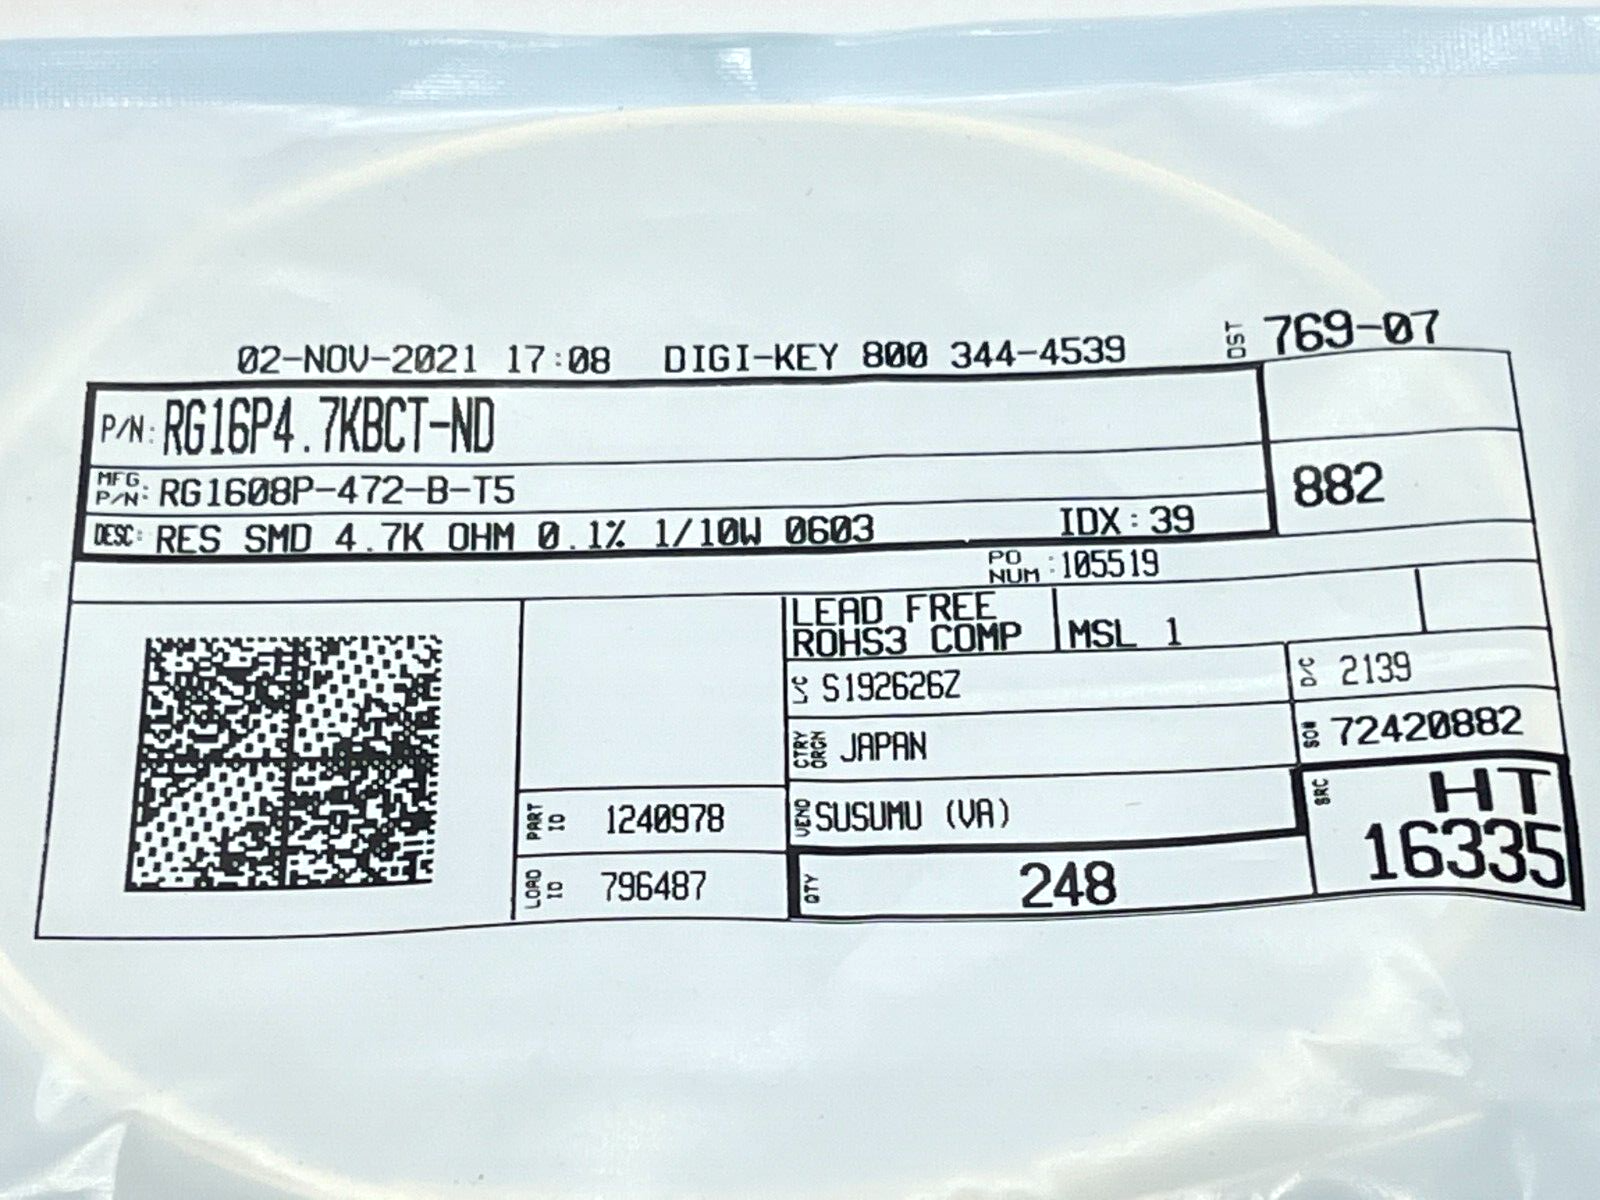 02-NOV-2021 17:08 DIGI-KEY 800 344-4539
DST 769-07
P/N: RG16P4.7KBCT-ND
MFG. P/N: RG1608P-472-B-T5
882
DESC: RES SMD 4.7K OHM 0.1% 1/10W 0603 IDX:39
PO NUM :105519
LEAD FREE
ROHS3 COMP
MSL 1
L/C S192626Z
D/C 2139
CTRY ORGN JAPAN
SO# 72420882
PART ID 1240978
VEND SUSUMU (VA)
SRC HT
16335
LOAD ID 796487
QTY 248